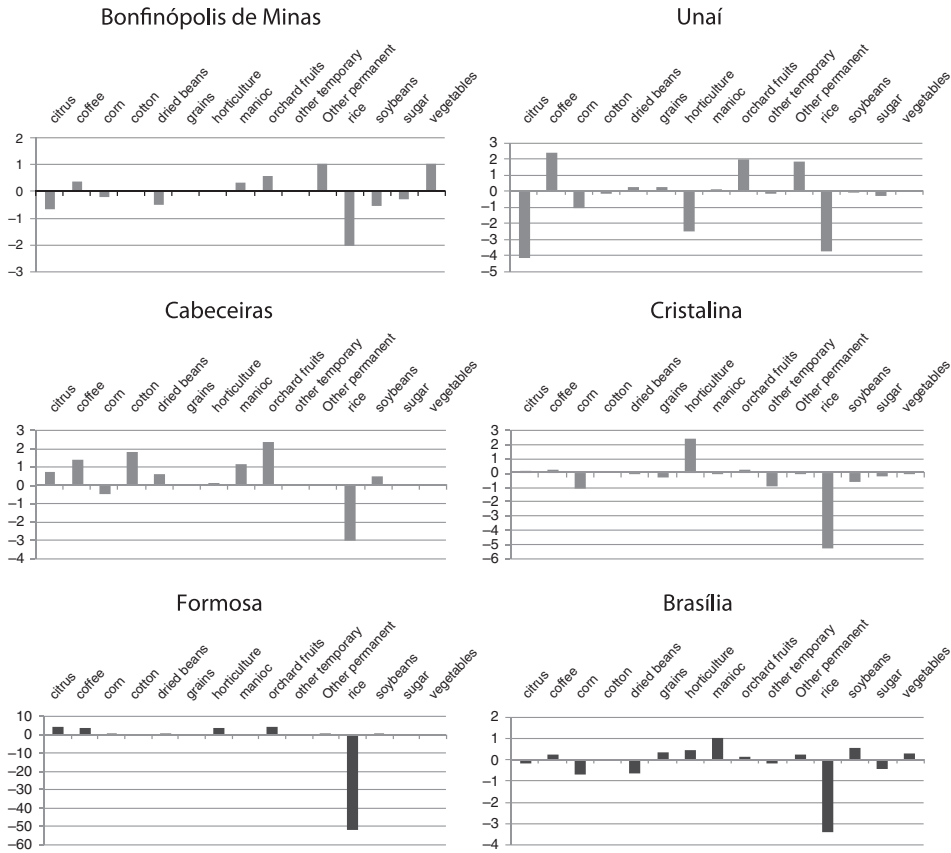 Bonfinópolis de Minas
citrus
coffee
corn
cotton
dried beans
grains
horticulture
manioc
orchard fruits
other temporary
Other permanent
rice
soybeans
sugar
vegetables
2
1
0
−1
−2
−3
Unaí
citrus
coffee
corn
cotton
dried beans
grains
horticulture
manioc
orchard fruits
other temporary
Other permanent
rice
soybeans
sugar
vegetables
3
2
1
0
−1
−2
−3
−4
−5
Cabeceiras
citrus
coffee
corn
cotton
dried beans
grains
horticulture
manioc
orchard fruits
other temporary
Other permanent
rice
soybeans
sugar
vegetables
3
2
1
0
−1
−2
−3
−4
Cristalina
citrus
coffee
corn
cotton
dried beans
grains
horticulture
manioc
orchard fruits
other temporary
Other permanent
rice
soybeans
sugar
vegetables
3
2
1
0
−1
−2
−3
−4
−5
−6
Formosa
citrus
coffee
corn
cotton
dried beans
grains
horticulture
manioc
orchard fruits
other temporary
Other permanent
rice
soybeans
sugar
vegetables
10
0
−10
−20
−30
−40
−50
−60
Brasília
citrus
coffee
corn
cotton
dried beans
grains
horticulture
manioc
orchard fruits
other temporary
Other permanent
rice
soybeans
sugar
vegetables
2
1
0
−1
−2
−3
−4